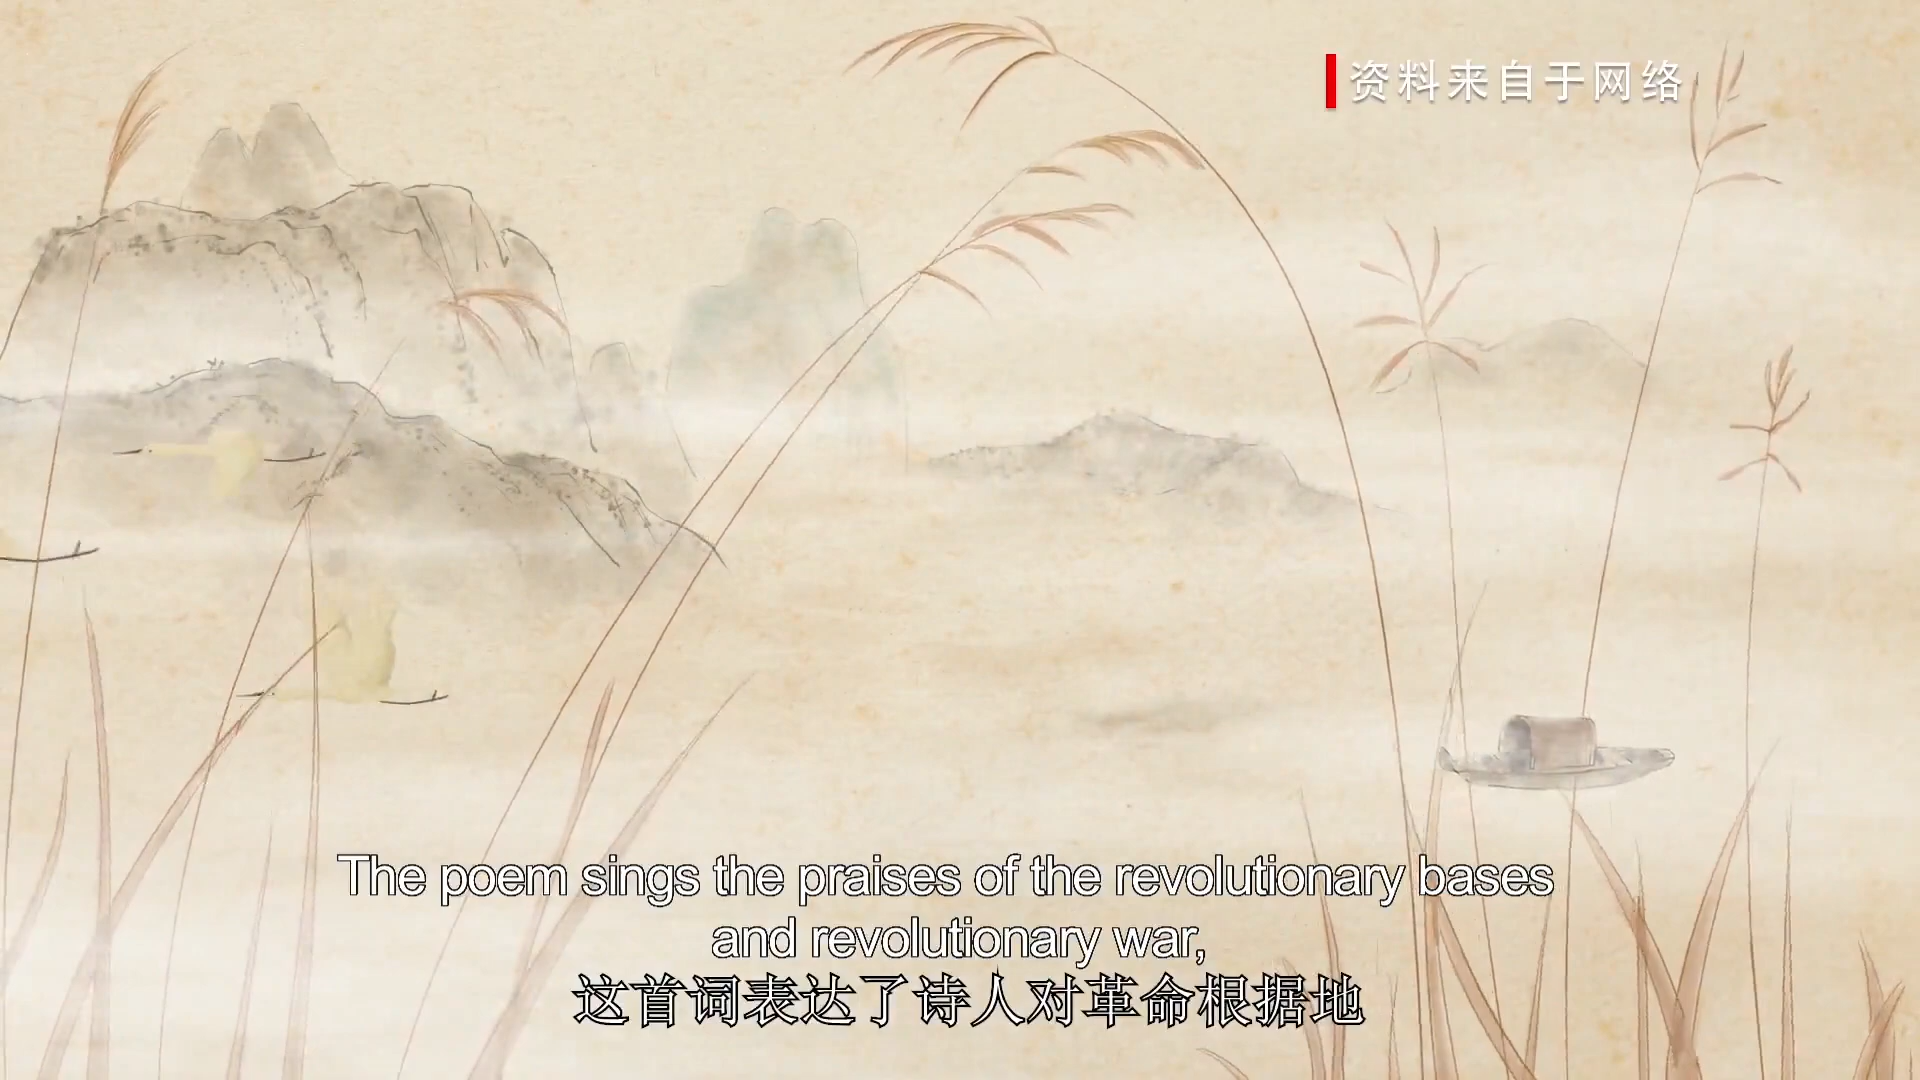 资料来自于网络
The poem sings the praises of the revolutionary bases
and revolutionary war,
这首词表达了诗人对革命根据地